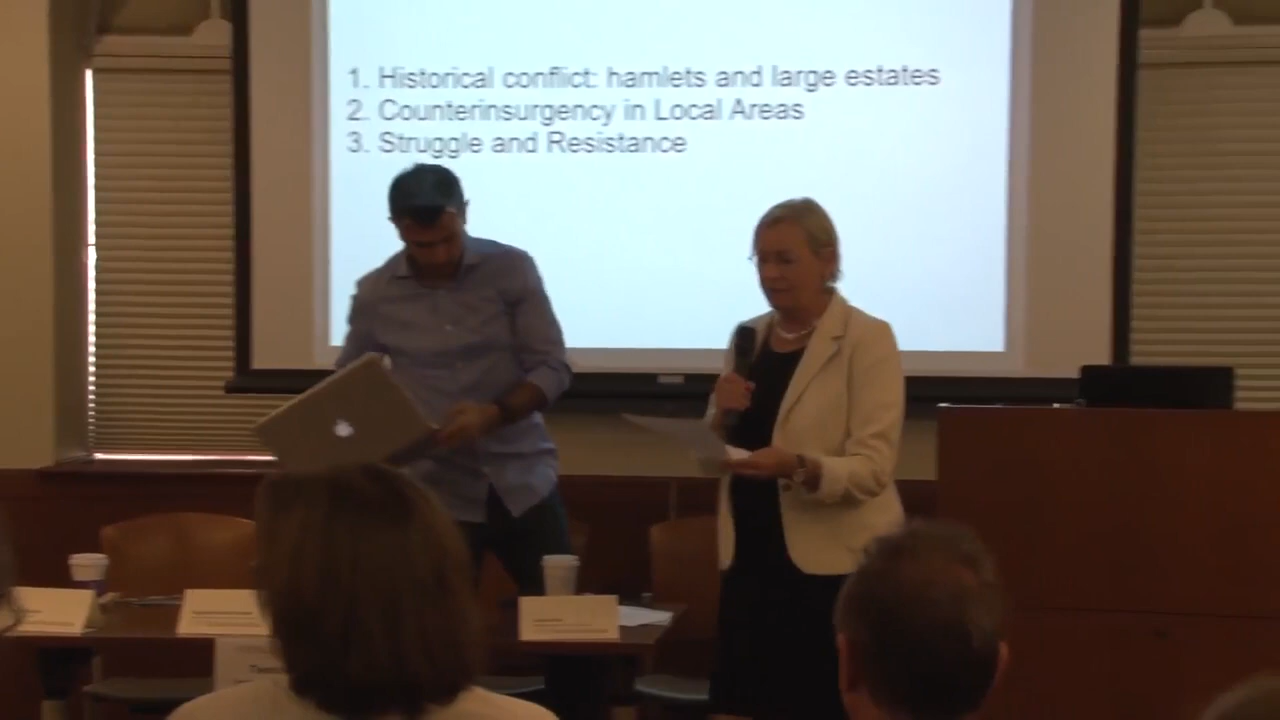 1. Historical conflict: hamlets and large estates
2. Counterinsurgency in Local Areas
3. Struggle and Resistance